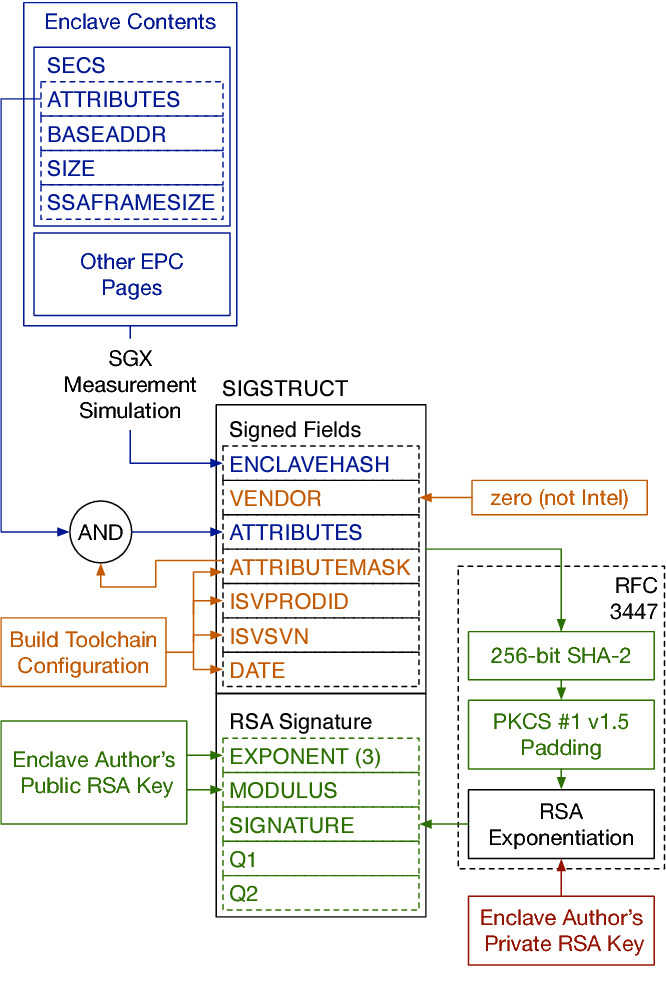 Enclave Contents
SECS
ATTRIBUTES
BASEADDR
SIZE
SSAFRAMESIZE
Other EPC
Pages
SGX
Measurement
Simulation
SIGSTRUCT
Signed Fields
ENCLAVEHASH
VENDOR
zero (not Intel)
AND
ATTRIBUTES
ATTRIBUTEMASK
ISVPRODID
ISVSVN
DATE
Build Toolchain
Configuration
RFC
3447
256-bit SHA-2
PKCS #1 v1.5
Padding
RSA
Exponentiation
RSA Signature
EXPONENT (3)
MODULUS
SIGNATURE
Q1
Q2
Enclave Author's
Public RSA Key
Enclave Author's
Private RSA Key